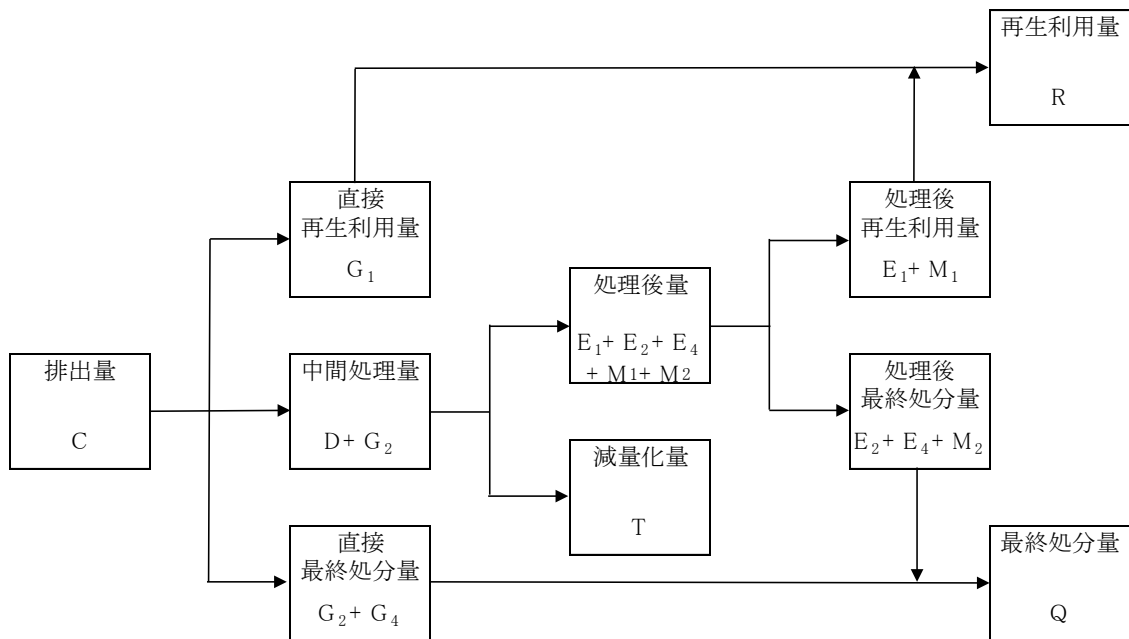 再生利用量
R
直接
再生利用量
G₁
処理後
再生利用量
E₁+ M₁
処理後量
E₁+ E₂+ E₄
+ M1+ M2
排出量
C
中間処理量
D+ G₂
処理後
最終処分量
E₂+ E₄+ M₂
減量化量
T
直接
最終処分量
G₂+ G₄
最終処分量
Q